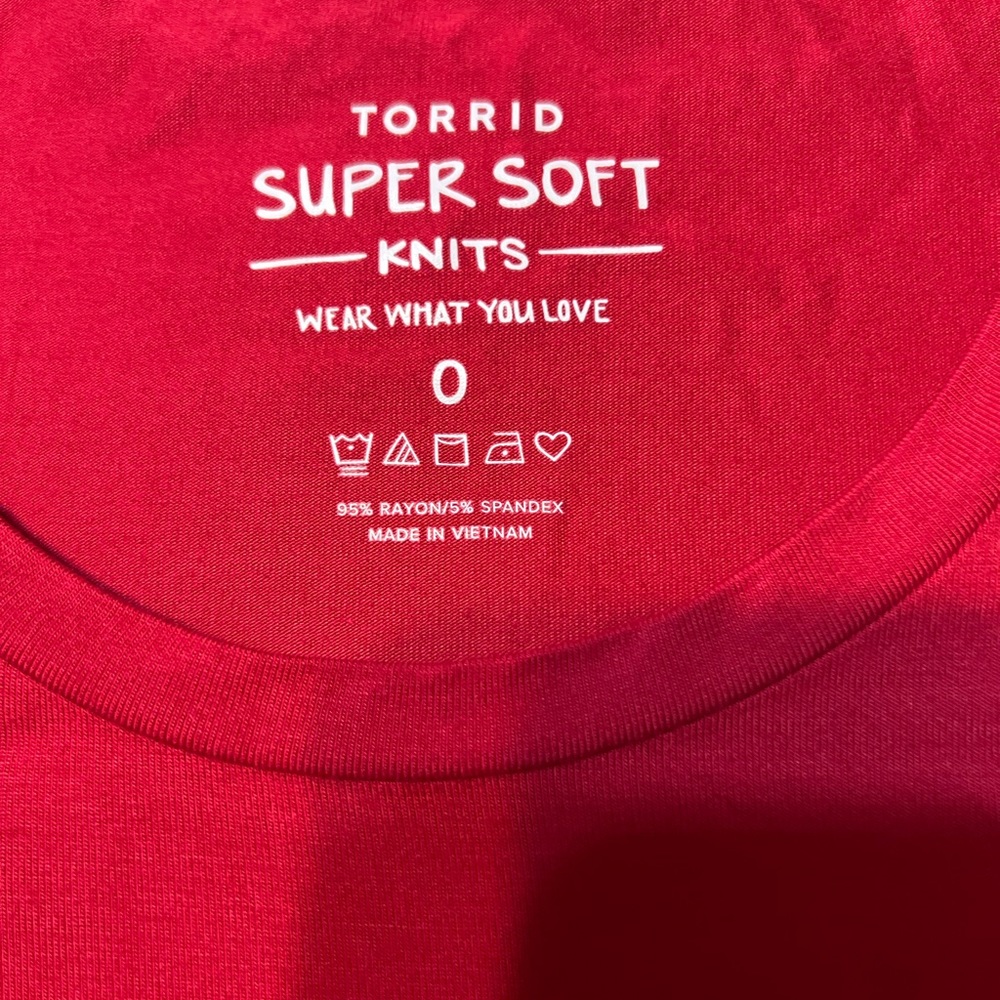 TORRID
SUPER SOFT
KNITS
WEAR WHAT YOU LOVE
0
95% RAYON/5% SPANDEX
MADE IN VIETNAM